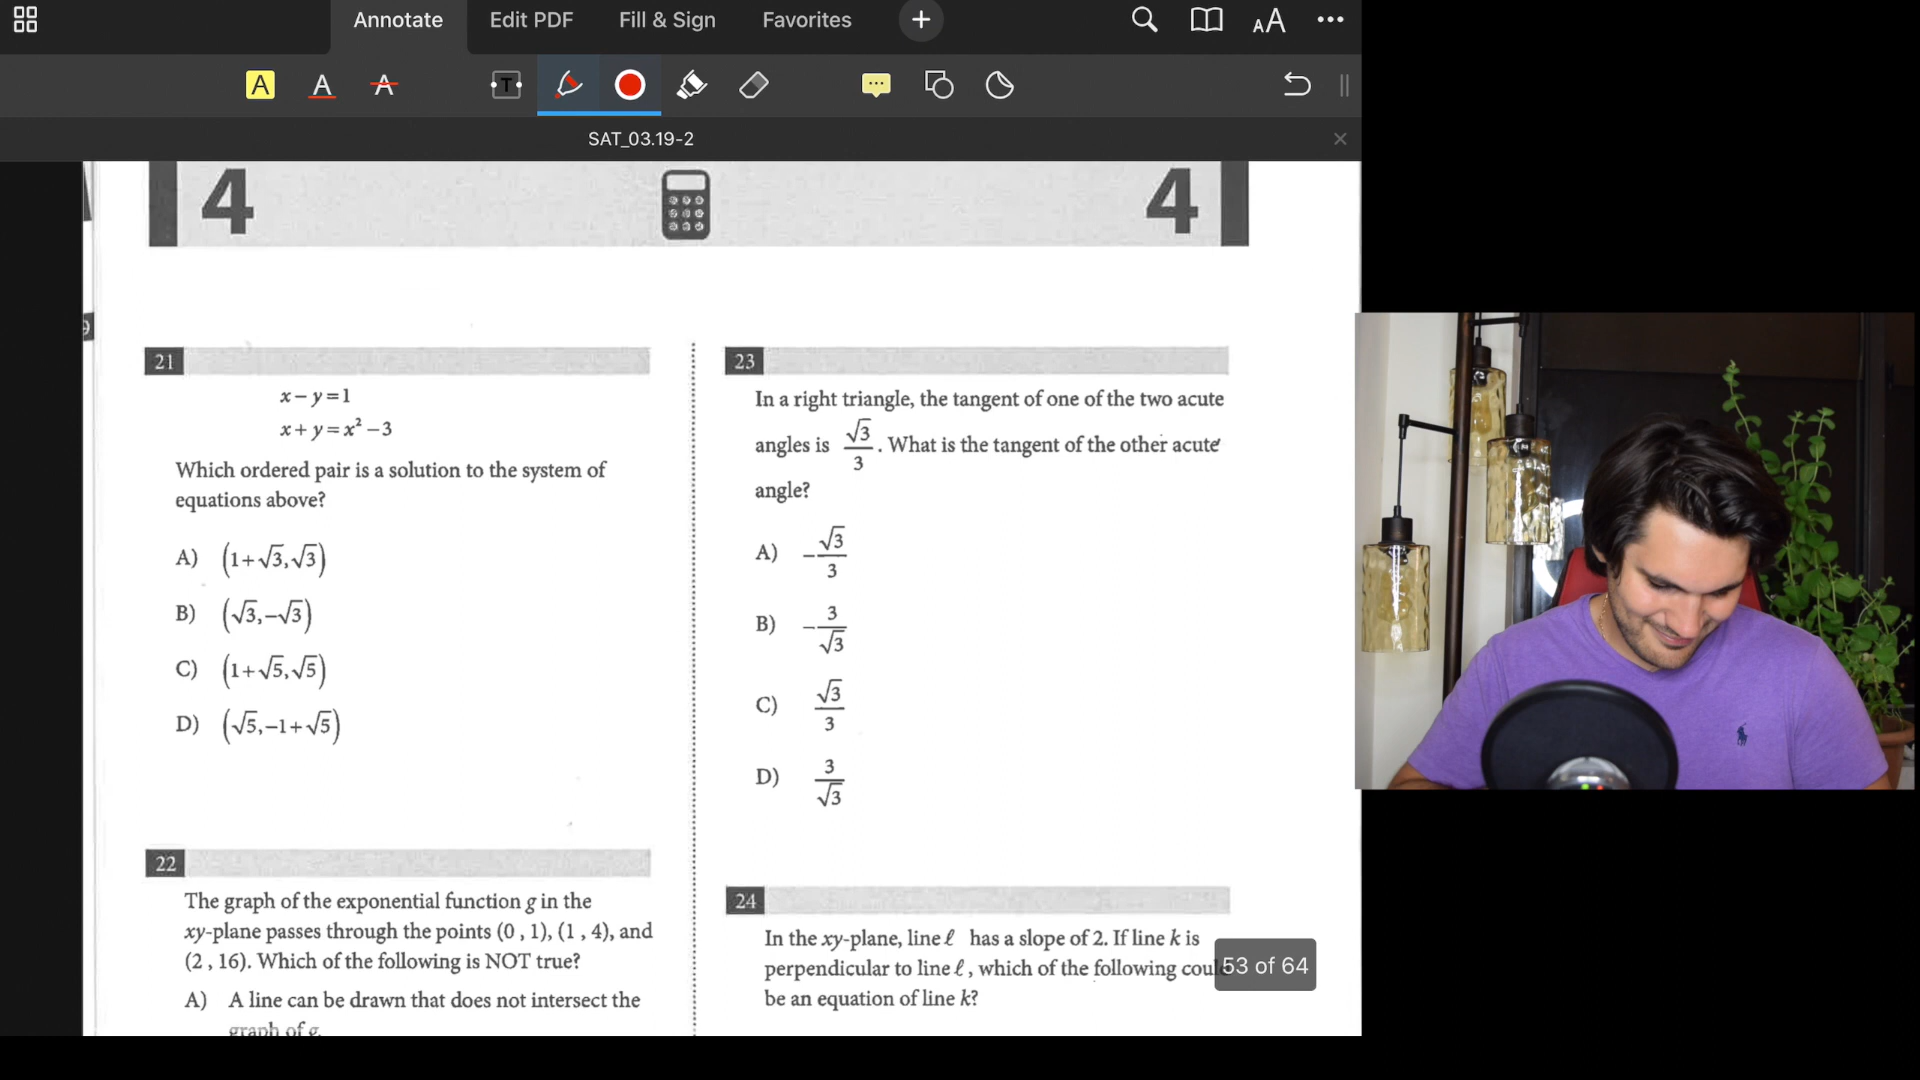 Annotate Edit PDF Fill & Sign Favorites
SAT_03.19-2
4 4
21
x − y = 1
x + y = x² − 3
Which ordered pair is a solution to the system of
equations above?
A) (1+√3, √3)
B) (√3, −√3)
C) (1+√5, √5)
D) (√5, −1+√5)
22
The graph of the exponential function g in the
xy-plane passes through the points (0 , 1), (1 , 4), and
(2 , 16). Which of the following is NOT true?
A) A line can be drawn that does not intersect the
graph of g.
23
In a right triangle, the tangent of one of the two acute
angles is √3/3. What is the tangent of the other acute
angle?
A) −√3/3
B) −3/√3
C) √3/3
D) 3/√3
24
In the xy-plane, line ℓ has a slope of 2. If line k is
perpendicular to line ℓ, which of the following
be an equation of line k?
53 of 64